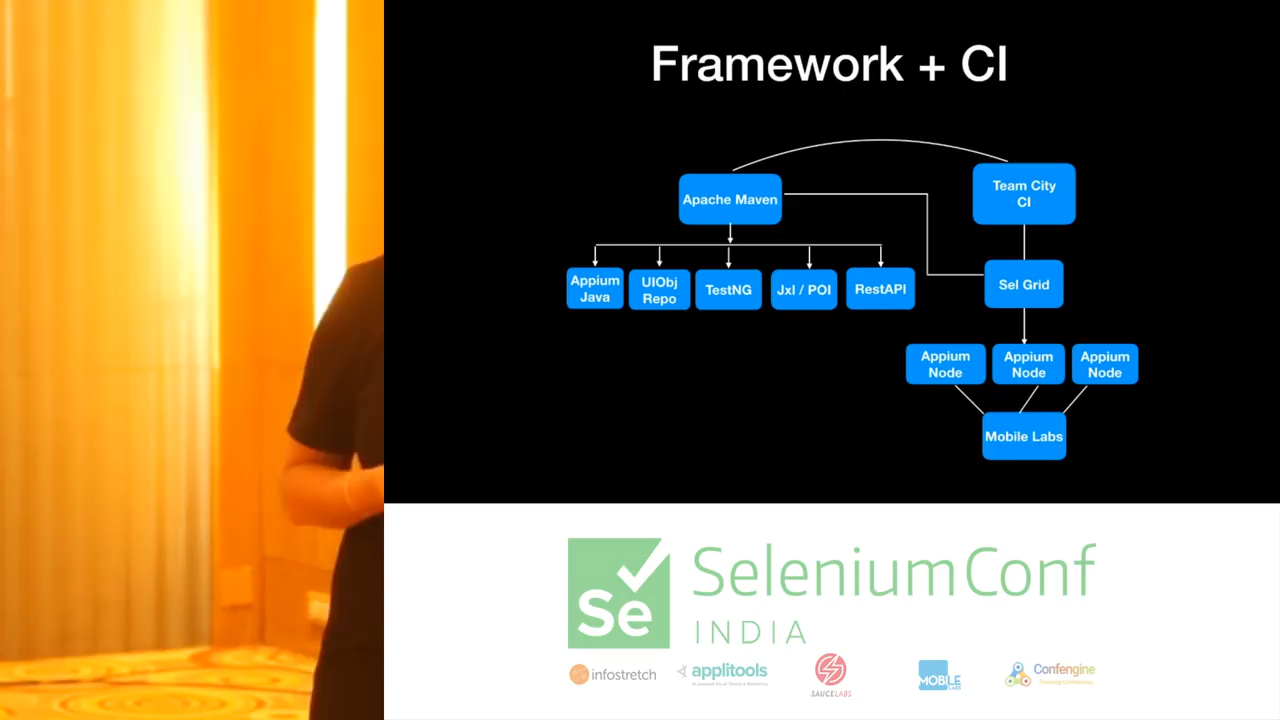 Framework + CI
Apache Maven
Team City
CI
Appium
Java
UIObj
Repo
TestNG
Jxl / POI
RestAPI
Sel Grid
Appium
Node
Appium
Node
Appium
Node
Mobile Labs
Se
SeleniumConf
INDIA
infostretch
applitools
SAUCELABS
MOBILE
LABS
Confengine